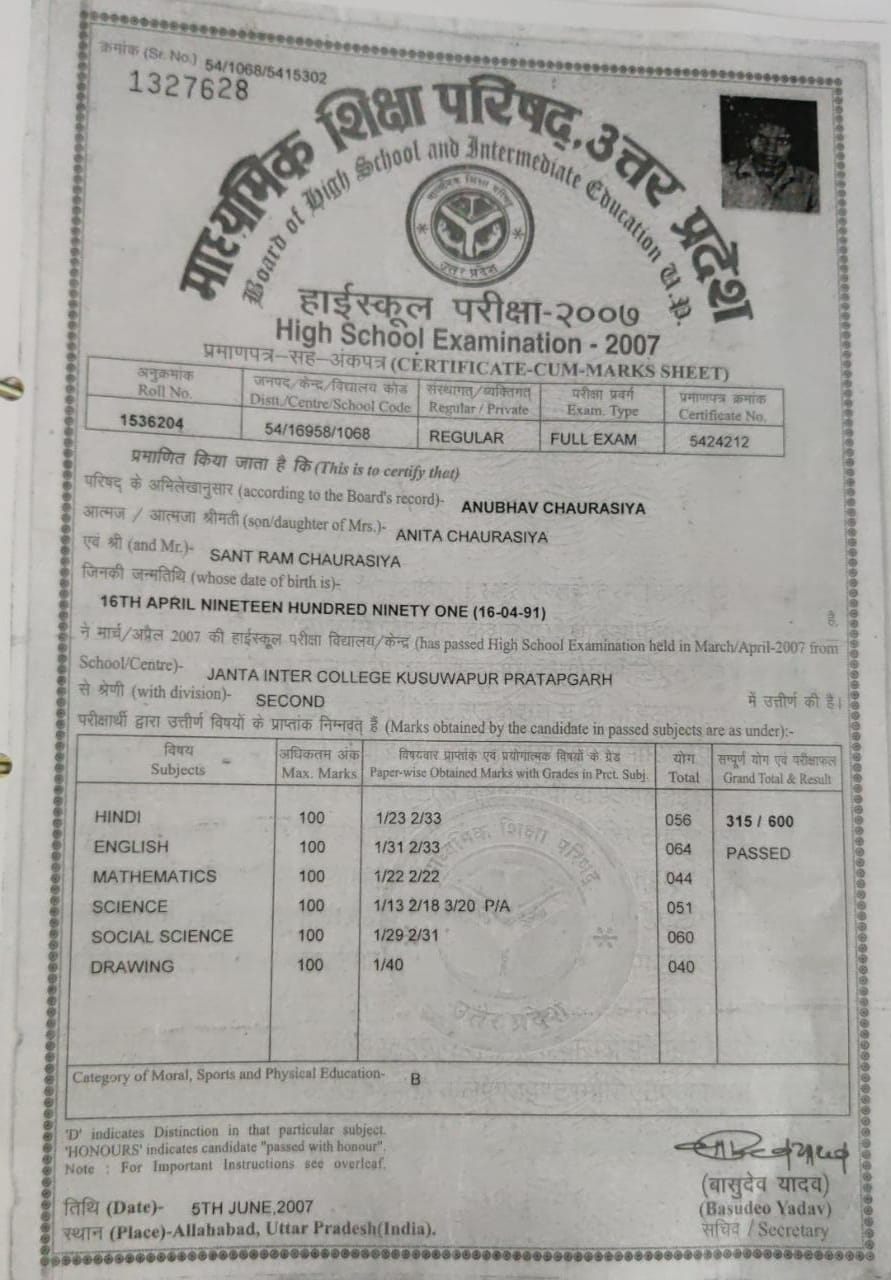 क्रमांक (Sr. No.) 54/1068/5415302
1327628
माध्यमिक शिक्षा परिषद्, उत्तर प्रदेश
Board of High School and Intermediate Education U.P.
माध्यमिक शिक्षा परिषद्
उत्तर प्रदेश
हाईस्कूल परीक्षा-२००७
High School Examination - 2007
प्रमाणपत्र-सह-अंकपत्र (CERTIFICATE-CUM-MARKS SHEET)
अनुक्रमांक जनपद/केन्द्र/विद्यालय कोड संस्थागत/व्यक्तिगत परीक्षा प्रवर्ग प्रमाणपत्र क्रमांक
Roll No. Distt./Centre/School Code Regular / Private Exam. Type Certificate No.
1536204 54/16958/1068 REGULAR FULL EXAM 5424212
प्रमाणित किया जाता है कि (This is to certify that)
परिषद के अभिलेखानुसार (according to the Board's record)- ANUBHAV CHAURASIYA
आत्मज / आत्मजा श्रीमती (son/daughter of Mrs.)- ANITA CHAURASIYA
एवं श्री (and Mr.)- SANT RAM CHAURASIYA
जिनकी जन्मतिथि (whose date of birth is)-
16TH APRIL NINETEEN HUNDRED NINETY ONE (16-04-91) है,
ने मार्च/अप्रैल 2007 की हाईस्कूल परीक्षा विद्यालय/केन्द्र (has passed High School Examination held in March/April-2007 from
School/Centre)- JANTA INTER COLLEGE KUSUWAPUR PRATAPGARH
से श्रेणी (with division)- SECOND में उत्तीर्ण की है।
परीक्षार्थी द्वारा उत्तीर्ण विषयों के प्राप्तांक निम्नवत् हैं (Marks obtained by the candidate in passed subjects are as under):-
विषय अधिकतम अंक विषयवार प्राप्तांक एवं प्रयोगात्मक विषयों के ग्रेड योग सम्पूर्ण योग एवं परीक्षाफल
Subjects Max. Marks Paper-wise Obtained Marks with Grades in Prct. Subj. Total Grand Total & Result
HINDI 100 1/23 2/33 056 315 / 600
ENGLISH 100 1/31 2/33 064 PASSED
MATHEMATICS 100 1/22 2/22 044
SCIENCE 100 1/13 2/18 3/20 P/A 051
SOCIAL SCIENCE 100 1/29 2/31 060
DRAWING 100 1/40 040
Category of Moral, Sports and Physical Education- B
'D' indicates Distinction in that particular subject.
'HONOURS' indicates candidate "passed with honour".
Note : For Important Instructions see overleaf.
(बासुदेव यादव)
(Basudeo Yadav)
सचिव / Secretary
तिथि (Date)- 5TH JUNE,2007
स्थान (Place)-Allahabad, Uttar Pradesh(India).